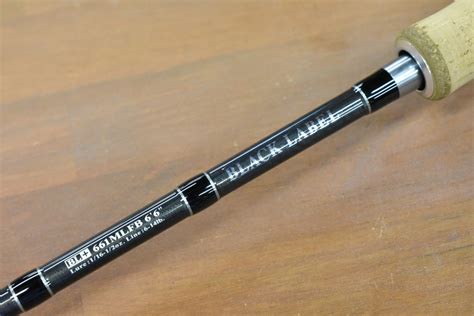 BLACK LABEL
BL+ 661MLFB 6'6"
Lure:1/16-1/2oz. Line:6-14lb.